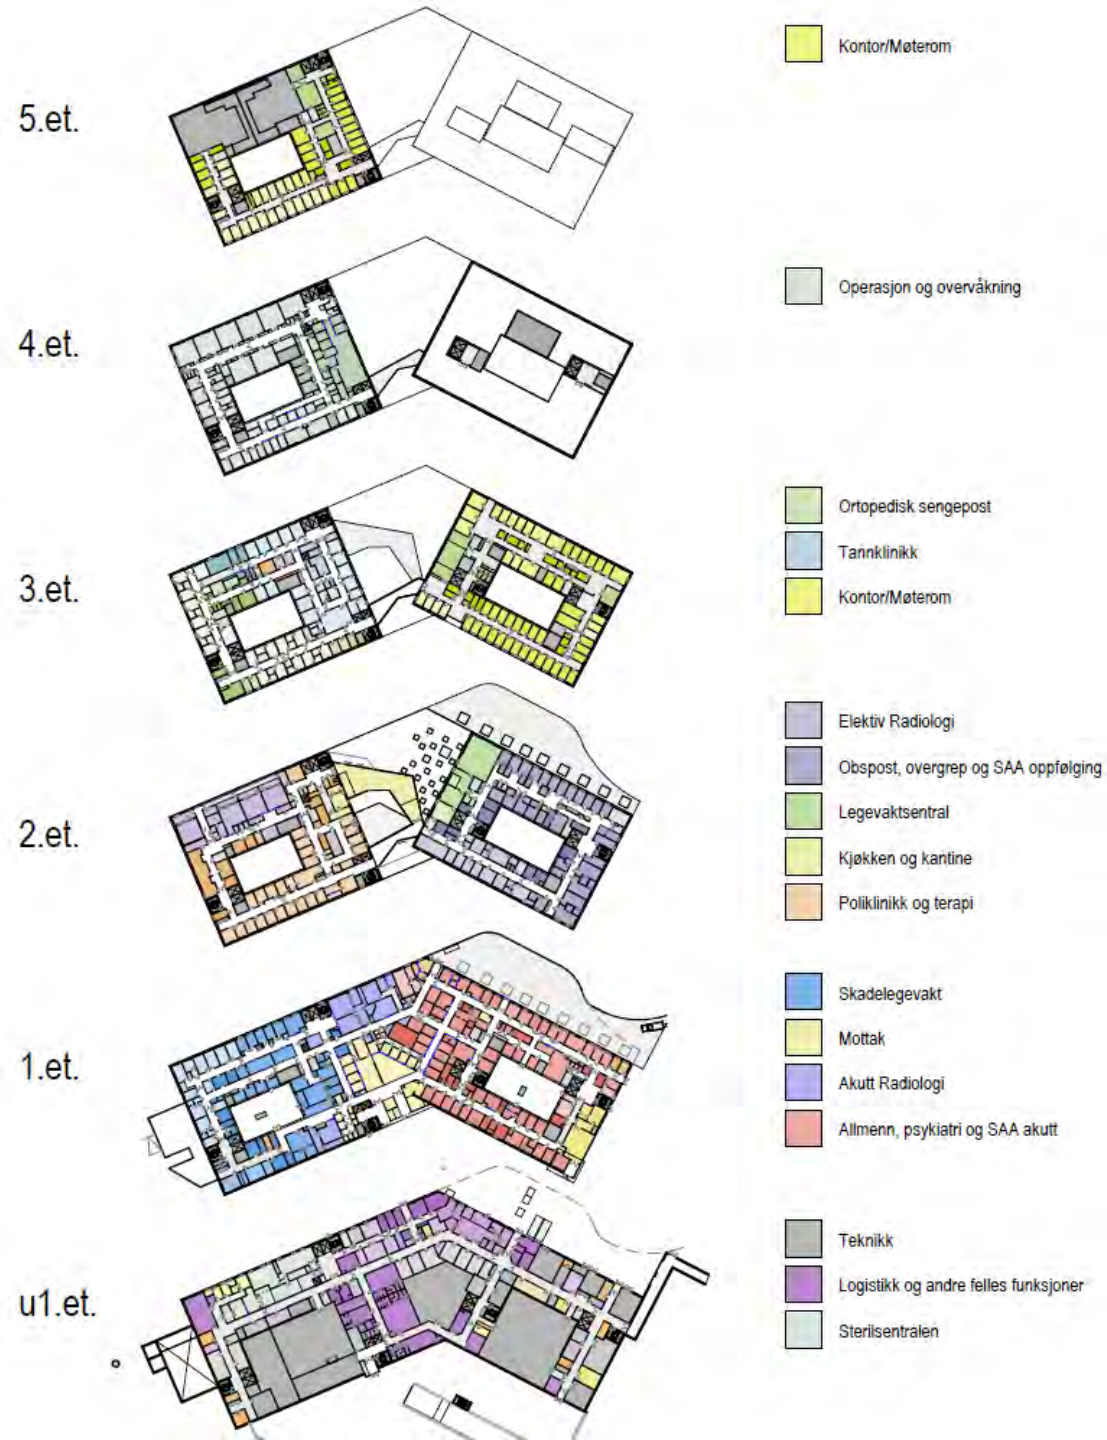 5.et.
Kontor/Møterom
4.et.
Operasjon og overvåkning
3.et.
Ortopedisk sengepost
Tannklinikk
Kontor/Møterom
2.et.
Elektiv Radiologi
Obspost, overgrep og SAA oppfølging
Legevaktsentral
Kjøkken og kantine
Poliklinikk og terapi
1.et.
Skadelegevakt
Mottak
Akutt Radiologi
Allmenn, psykiatri og SAA akutt
u1.et.
Teknikk
Logistikk og andre felles funksjoner
Sterilsentralen